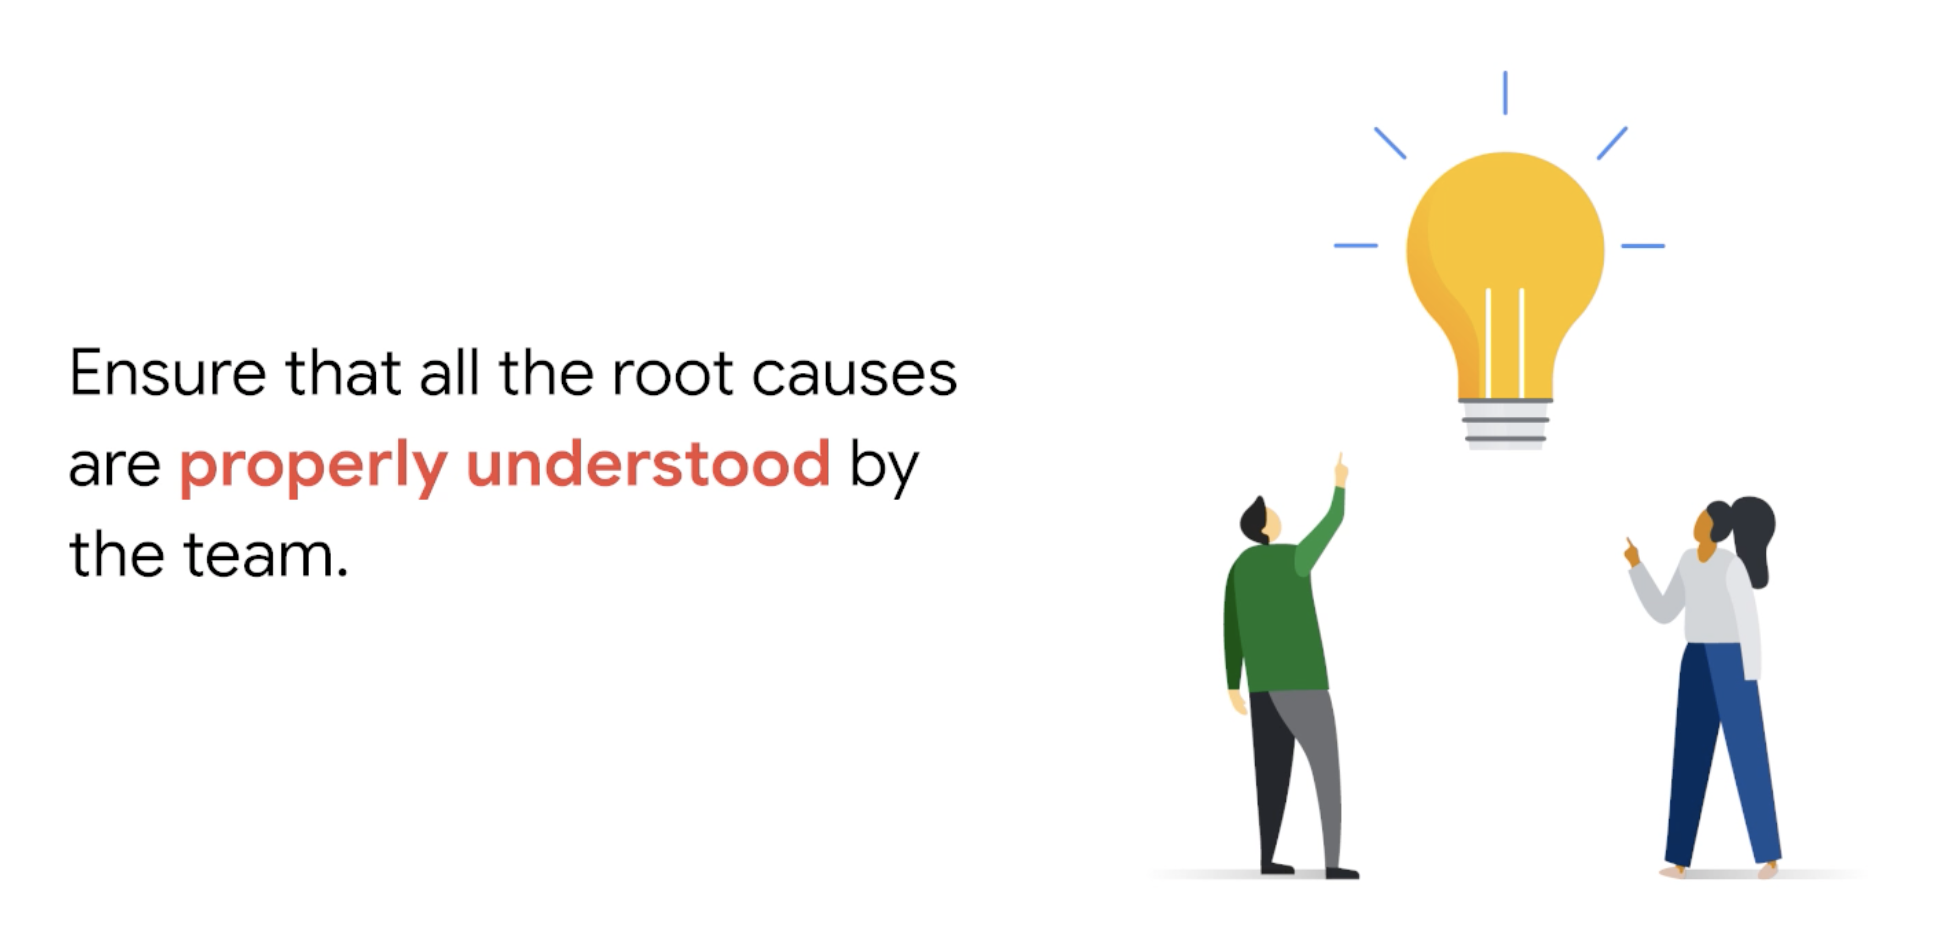 Ensure that all the root causes
are properly understood by
the team.